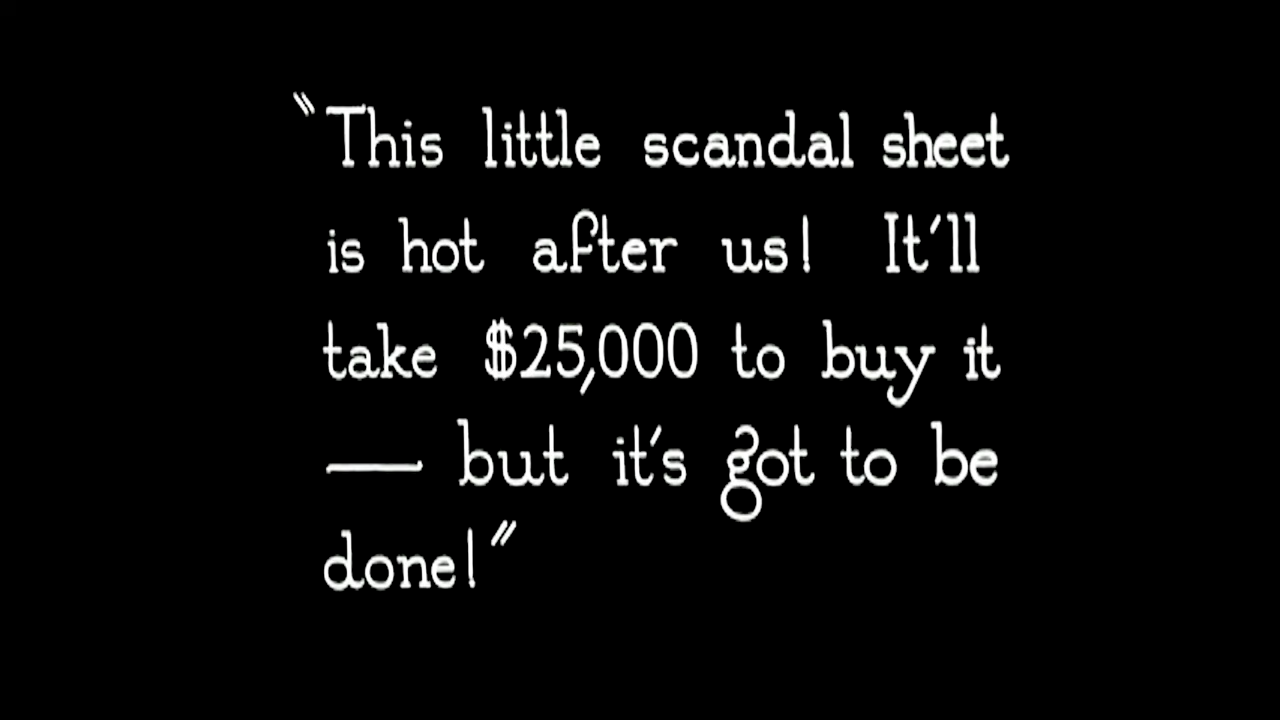 "This little scandal sheet
is hot after us! It'll
take $25,000 to buy it
— but it's got to be
done!"